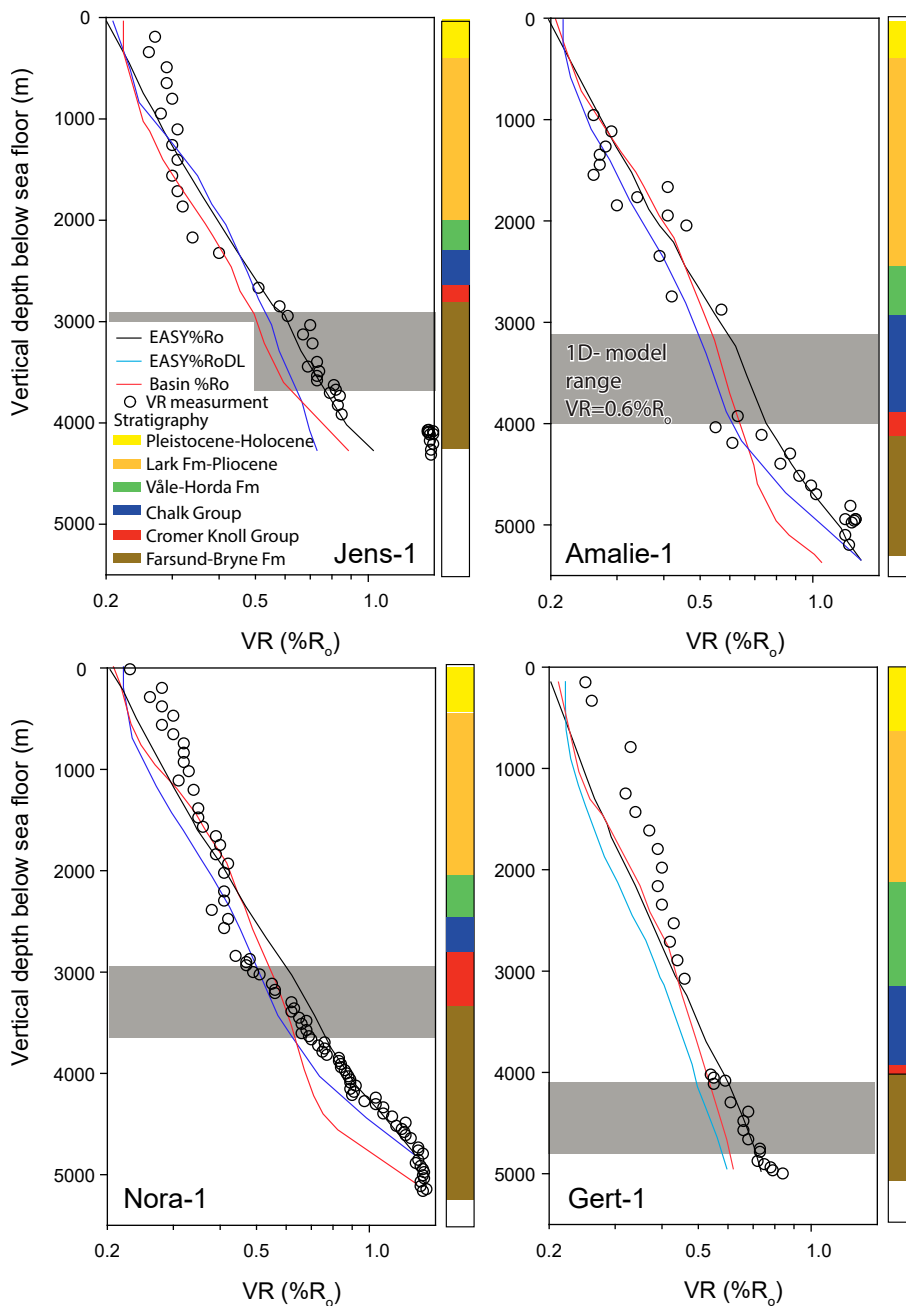 0
1000
2000
3000
4000
5000
Vertical depth below sea floor (m)
EASY%Ro
EASY%RoDL
Basin %Ro
VR measurment
Stratigraphy
Pleistocene-Holocene
Lark Fm-Pliocene
Våle-Horda Fm
Chalk Group
Cromer Knoll Group
Farsund-Bryne Fm
Jens-1
0.2
0.5
1.0
VR (%Ro)
0
1000
2000
3000
4000
5000
1D- model
range
VR=0.6%Ro
Amalie-1
0.2
0.5
1.0
VR (%Ro)
0
1000
2000
3000
4000
5000
Vertical depth below sea floor (m)
Nora-1
0.2
0.5
1.0
VR (%Ro)
0
1000
2000
3000
4000
5000
Gert-1
0.2
0.5
1.0
VR (%Ro)